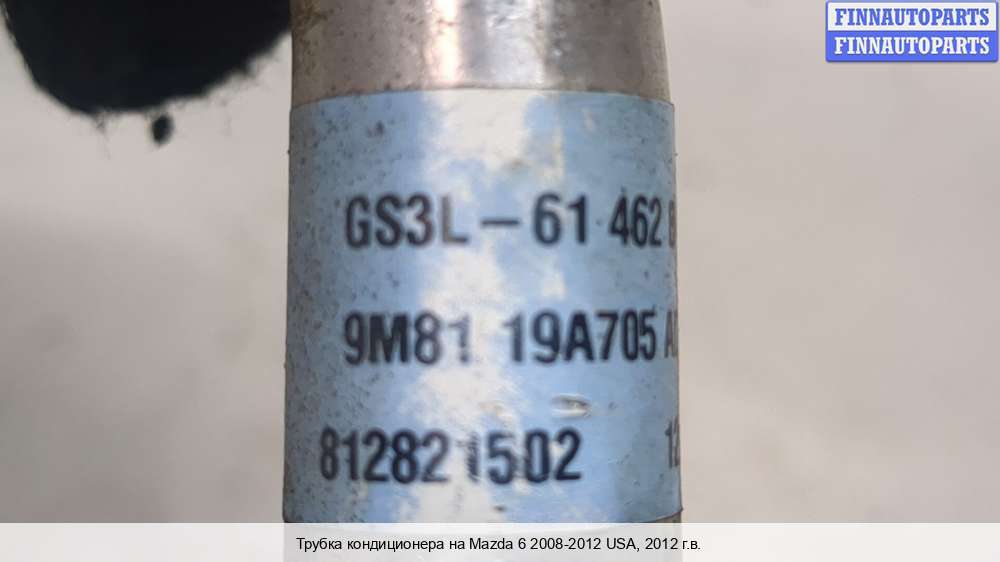 FINNAUTOPARTS
FINNAUTOPARTS
GS3L-61 462
9M81 19A705
812821502
Трубка кондиционера на Mazda 6 2008-2012 USA, 2012 г.в.